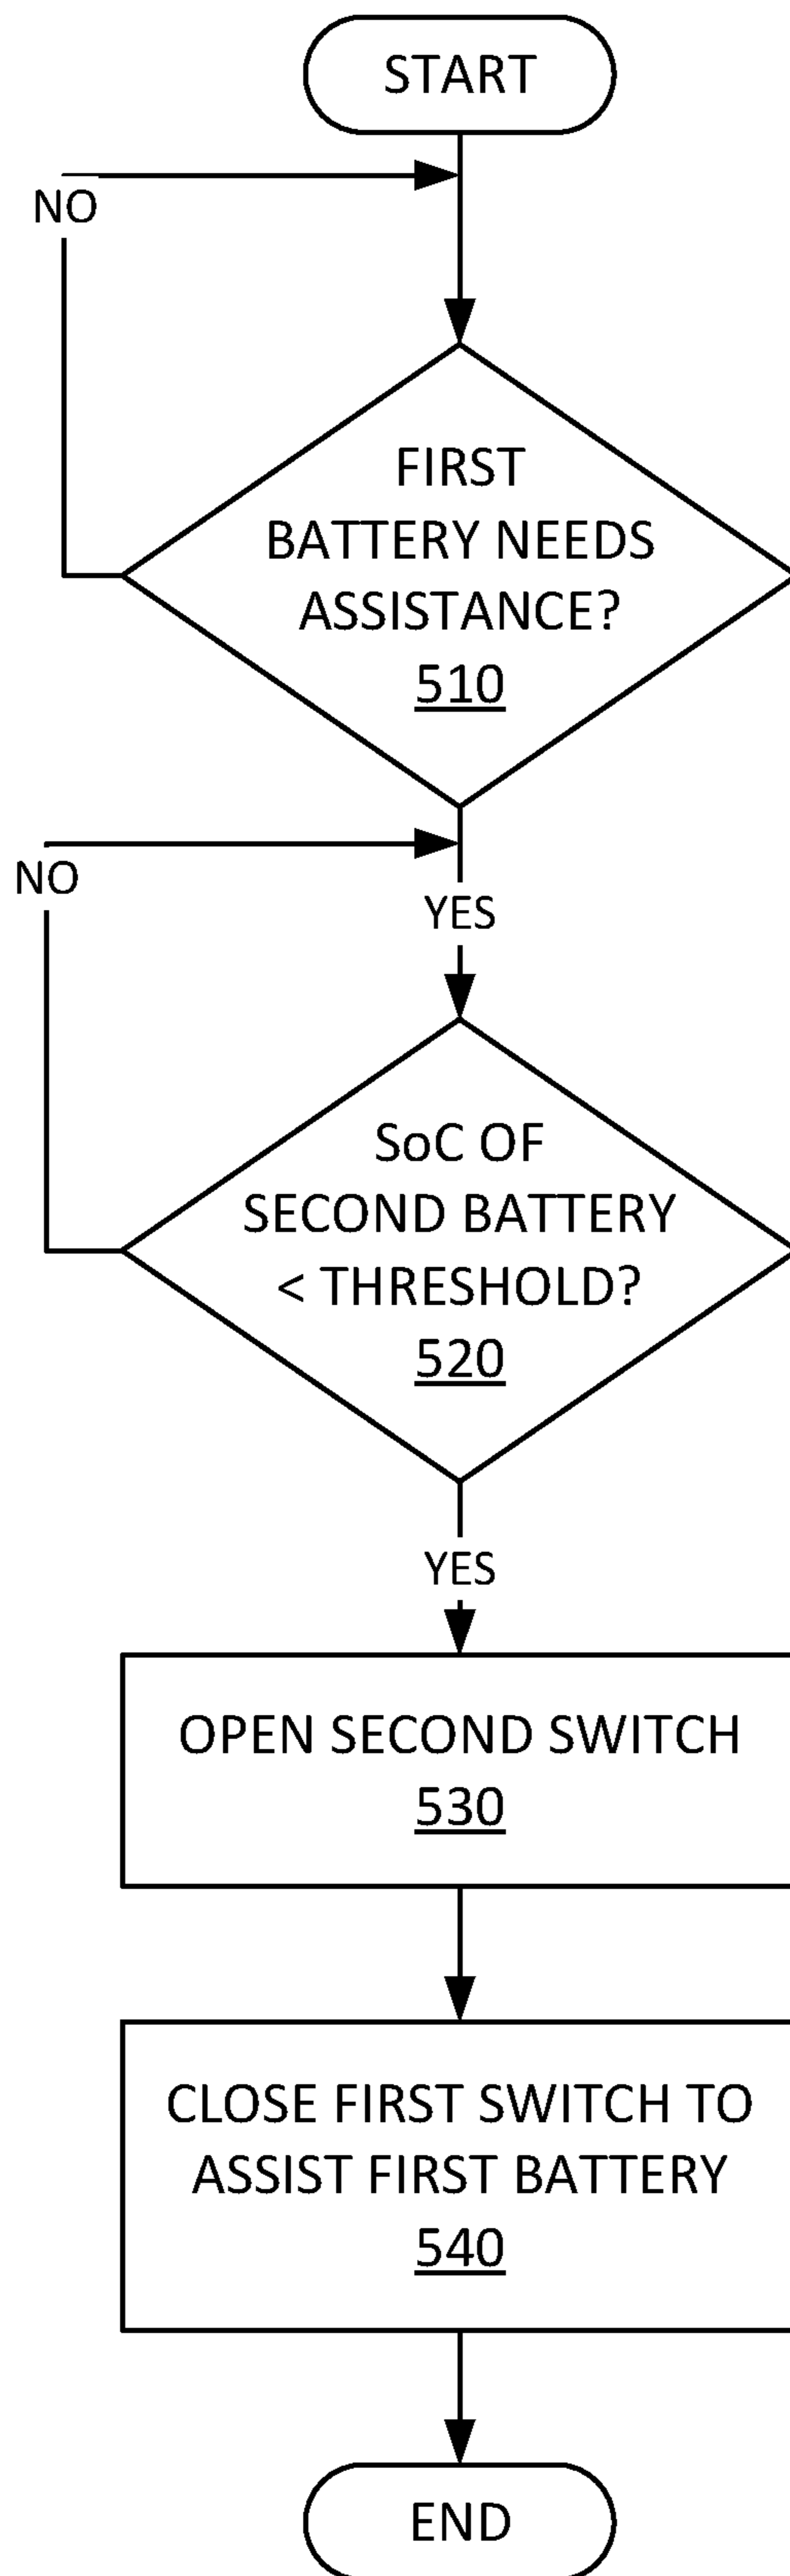 START
NO
FIRST
BATTERY NEEDS
ASSISTANCE?
510
NO
YES
SoC OF
SECOND BATTERY
< THRESHOLD?
520
YES
OPEN SECOND SWITCH
530
CLOSE FIRST SWITCH TO
ASSIST FIRST BATTERY
540
END